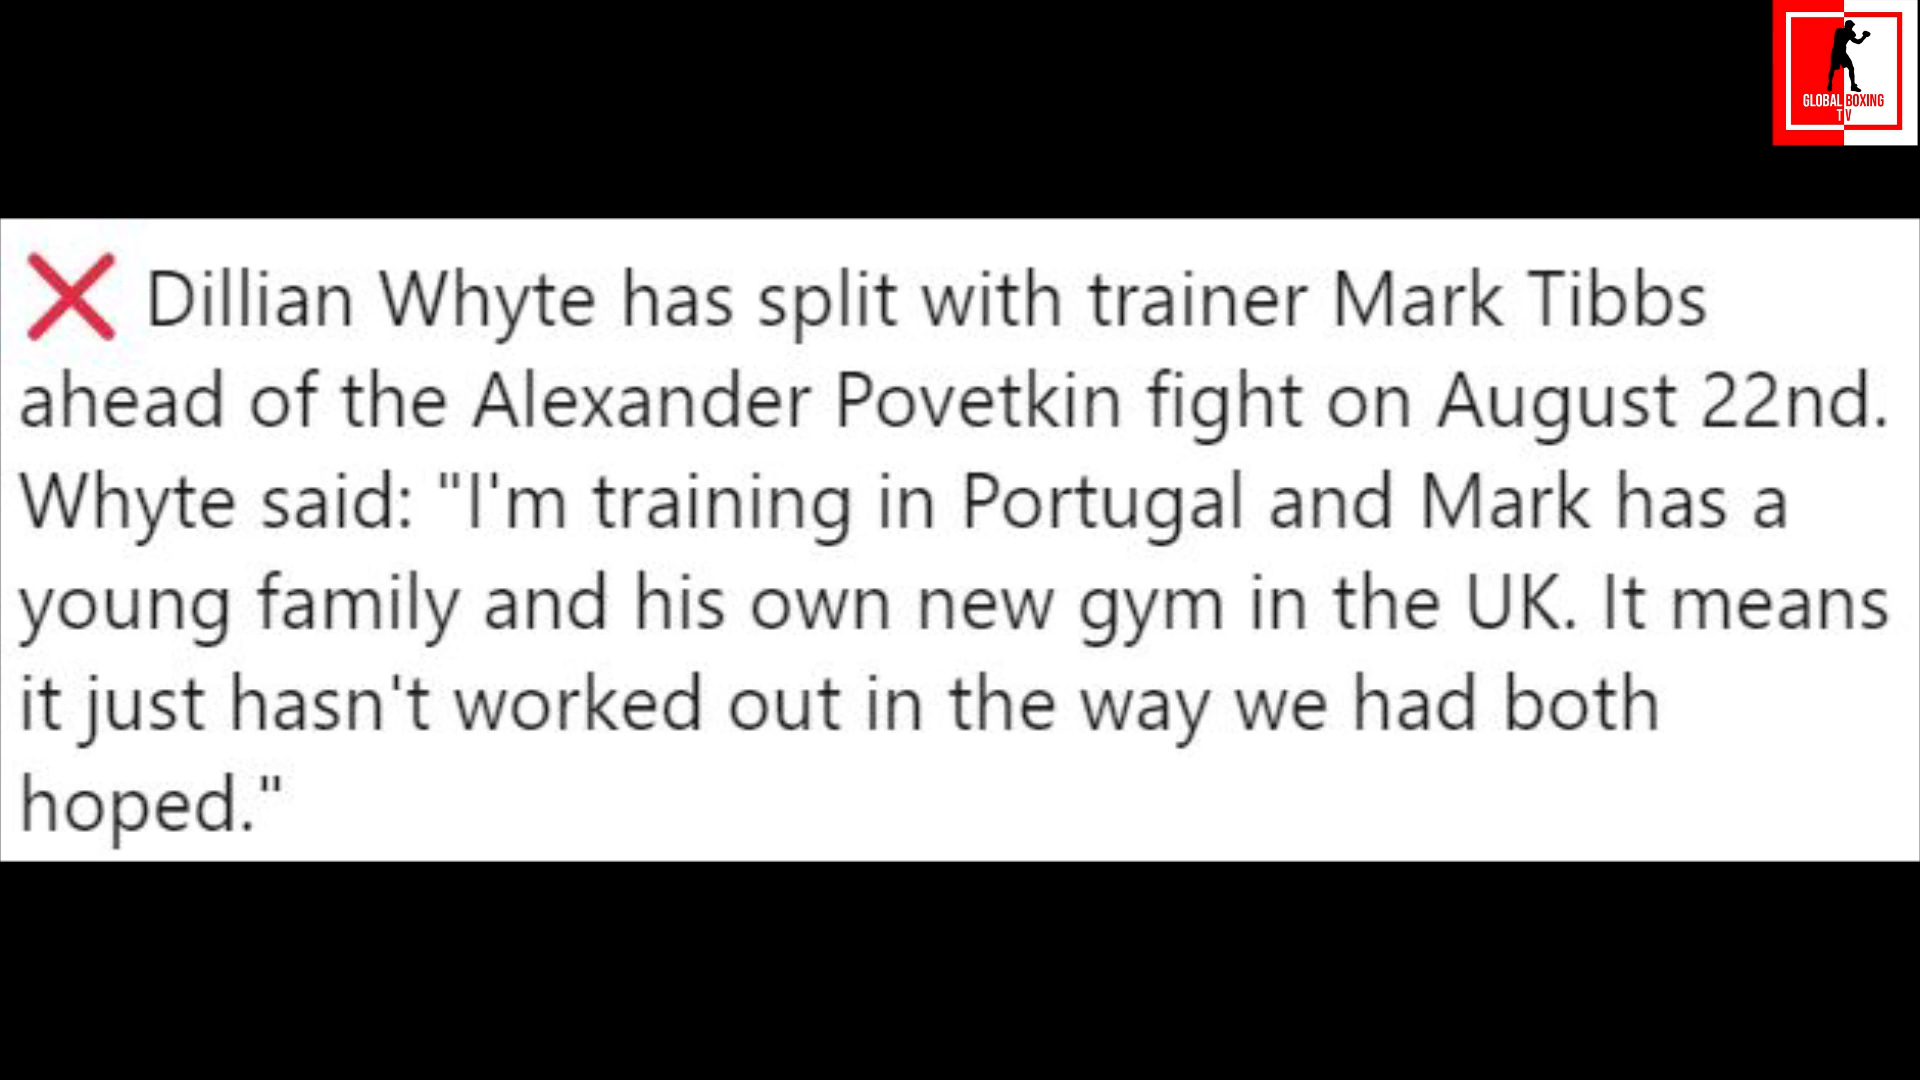 GLOBAL BOXING
TV
❌ Dillian Whyte has split with trainer Mark Tibbs
ahead of the Alexander Povetkin fight on August 22nd.
Whyte said: "I'm training in Portugal and Mark has a
young family and his own new gym in the UK. It means
it just hasn't worked out in the way we had both
hoped."